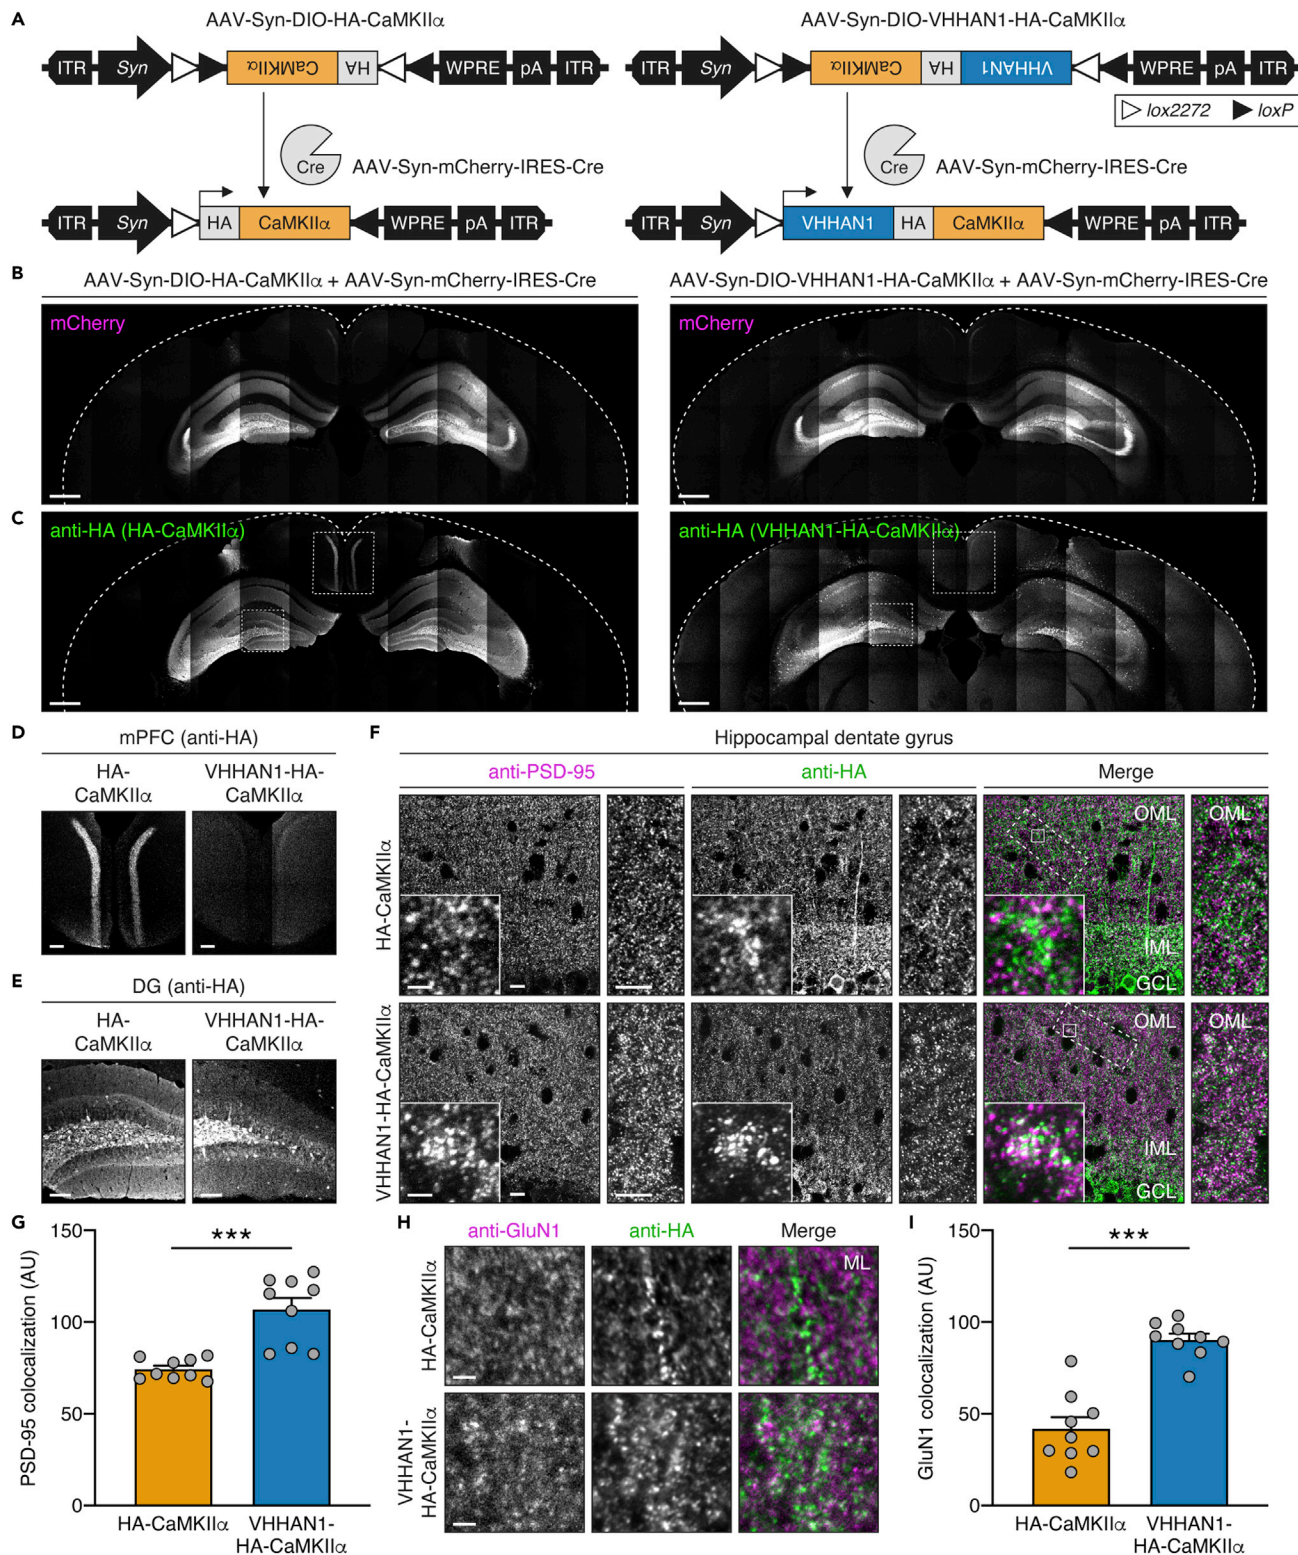 A
AAV-Syn-DIO-HA-CaMKIIα
AAV-Syn-DIO-VHHAN1-HA-CaMKIIα
ITR Syn CaMKIIα HA WPRE pA ITR
ITR Syn CaMKIIα HA VHHAN1 WPRE pA ITR
lox2272 loxP
Cre AAV-Syn-mCherry-IRES-Cre
Cre AAV-Syn-mCherry-IRES-Cre
ITR Syn HA CaMKIIα WPRE pA ITR
ITR Syn VHHAN1 HA CaMKIIα WPRE pA ITR
B
AAV-Syn-DIO-HA-CaMKIIα + AAV-Syn-mCherry-IRES-Cre
AAV-Syn-DIO-VHHAN1-HA-CaMKIIα + AAV-Syn-mCherry-IRES-Cre
mCherry
mCherry
C
anti-HA (HA-CaMKIIα)
anti-HA (VHHAN1-HA-CaMKIIα)
D
mPFC (anti-HA)
HA-
CaMKIIα
VHHAN1-HA-
CaMKIIα
E
DG (anti-HA)
HA-
CaMKIIα
VHHAN1-HA-
CaMKIIα
F
Hippocampal dentate gyrus
anti-PSD-95
anti-HA
Merge
HA-CaMKIIα
OML
OML
IML
GCL
VHHAN1-HA-CaMKIIα
OML
OML
IML
GCL
G
PSD-95 colocalization (AU)
150
100
50
0
***
HA-CaMKIIα
VHHAN1-
HA-CaMKIIα
H
anti-GluN1
anti-HA
Merge
HA-CaMKIIα
ML
VHHAN1-
HA-CaMKIIα
I
GluN1 colocalization (AU)
150
100
50
0
***
HA-CaMKIIα
VHHAN1-
HA-CaMKIIα